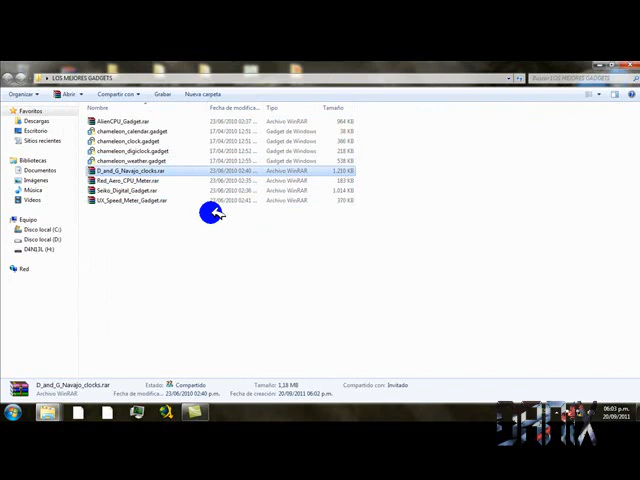 LOS MEJORES GADGETS
Buscar LOS MEJORES GADGETS
Organizar Abrir Compartir con Grabar Nueva carpeta
Favoritos
Descargas
Escritorio
Sitios recientes
Bibliotecas
Documentos
Imágenes
Música
Vídeos
Equipo
Disco local (C:)
Disco local (D:)
D4N13L (H:)
Red
Nombre Fecha de modifica... Tipo Tamaño
AlienCPU_Gadget.rar 23/06/2010 02:37 ... Archivo WinRAR 964 KB
chameleon_calendar.gadget 17/04/2010 12:51 ... Gadget de Windows 38 KB
chameleon_clock.gadget 17/04/2010 12:51 ... Gadget de Windows 366 KB
chameleon_digiclock.gadget 17/04/2010 12:52 ... Gadget de Windows 218 KB
chameleon_weather.gadget 17/04/2010 12:55 ... Gadget de Windows 538 KB
D_and_G_Navajo_clocks.rar 23/06/2010 02:40 ... Archivo WinRAR 1.210 KB
Red_Aero_CPU_Meter.rar 23/06/2010 02:35 ... Archivo WinRAR 183 KB
Seiko_Digital_Gadget.rar 23/06/2010 02:36 ... Archivo WinRAR 1.014 KB
UX_Speed_Meter_Gadget.rar 23/06/2010 02:41 ... Archivo WinRAR 370 KB
D_and_G_Navajo_clocks.rar Estado: Compartido Tamaño: 1,18 MB Compartido con: Invitado
Archivo WinRAR Fecha de modifica... 23/06/2010 02:40 p.m. Fecha de creación: 20/09/2011 06:02 p.m.
06:03 p.m.
20/09/2011